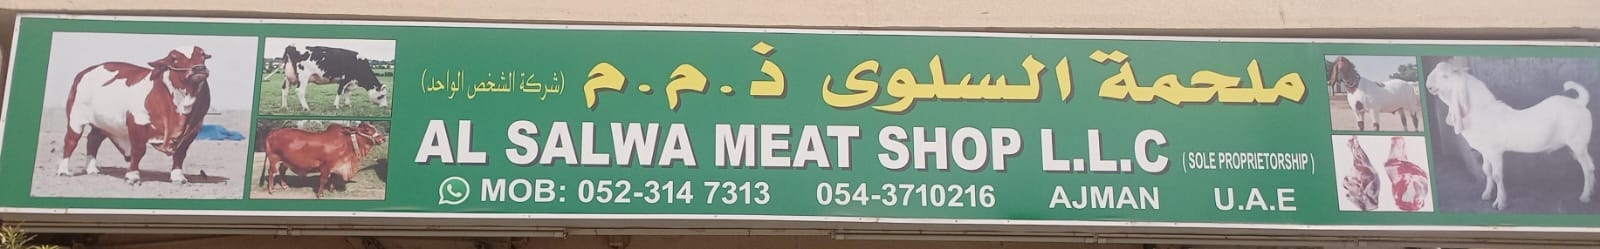 ملحمة السلوى ذ.م.م (شركة الشخص الواحد)
AL SALWA MEAT SHOP L.L.C (SOLE PROPRIETORSHIP)
MOB: 052-314 7313 054-3710216 AJMAN U.A.E